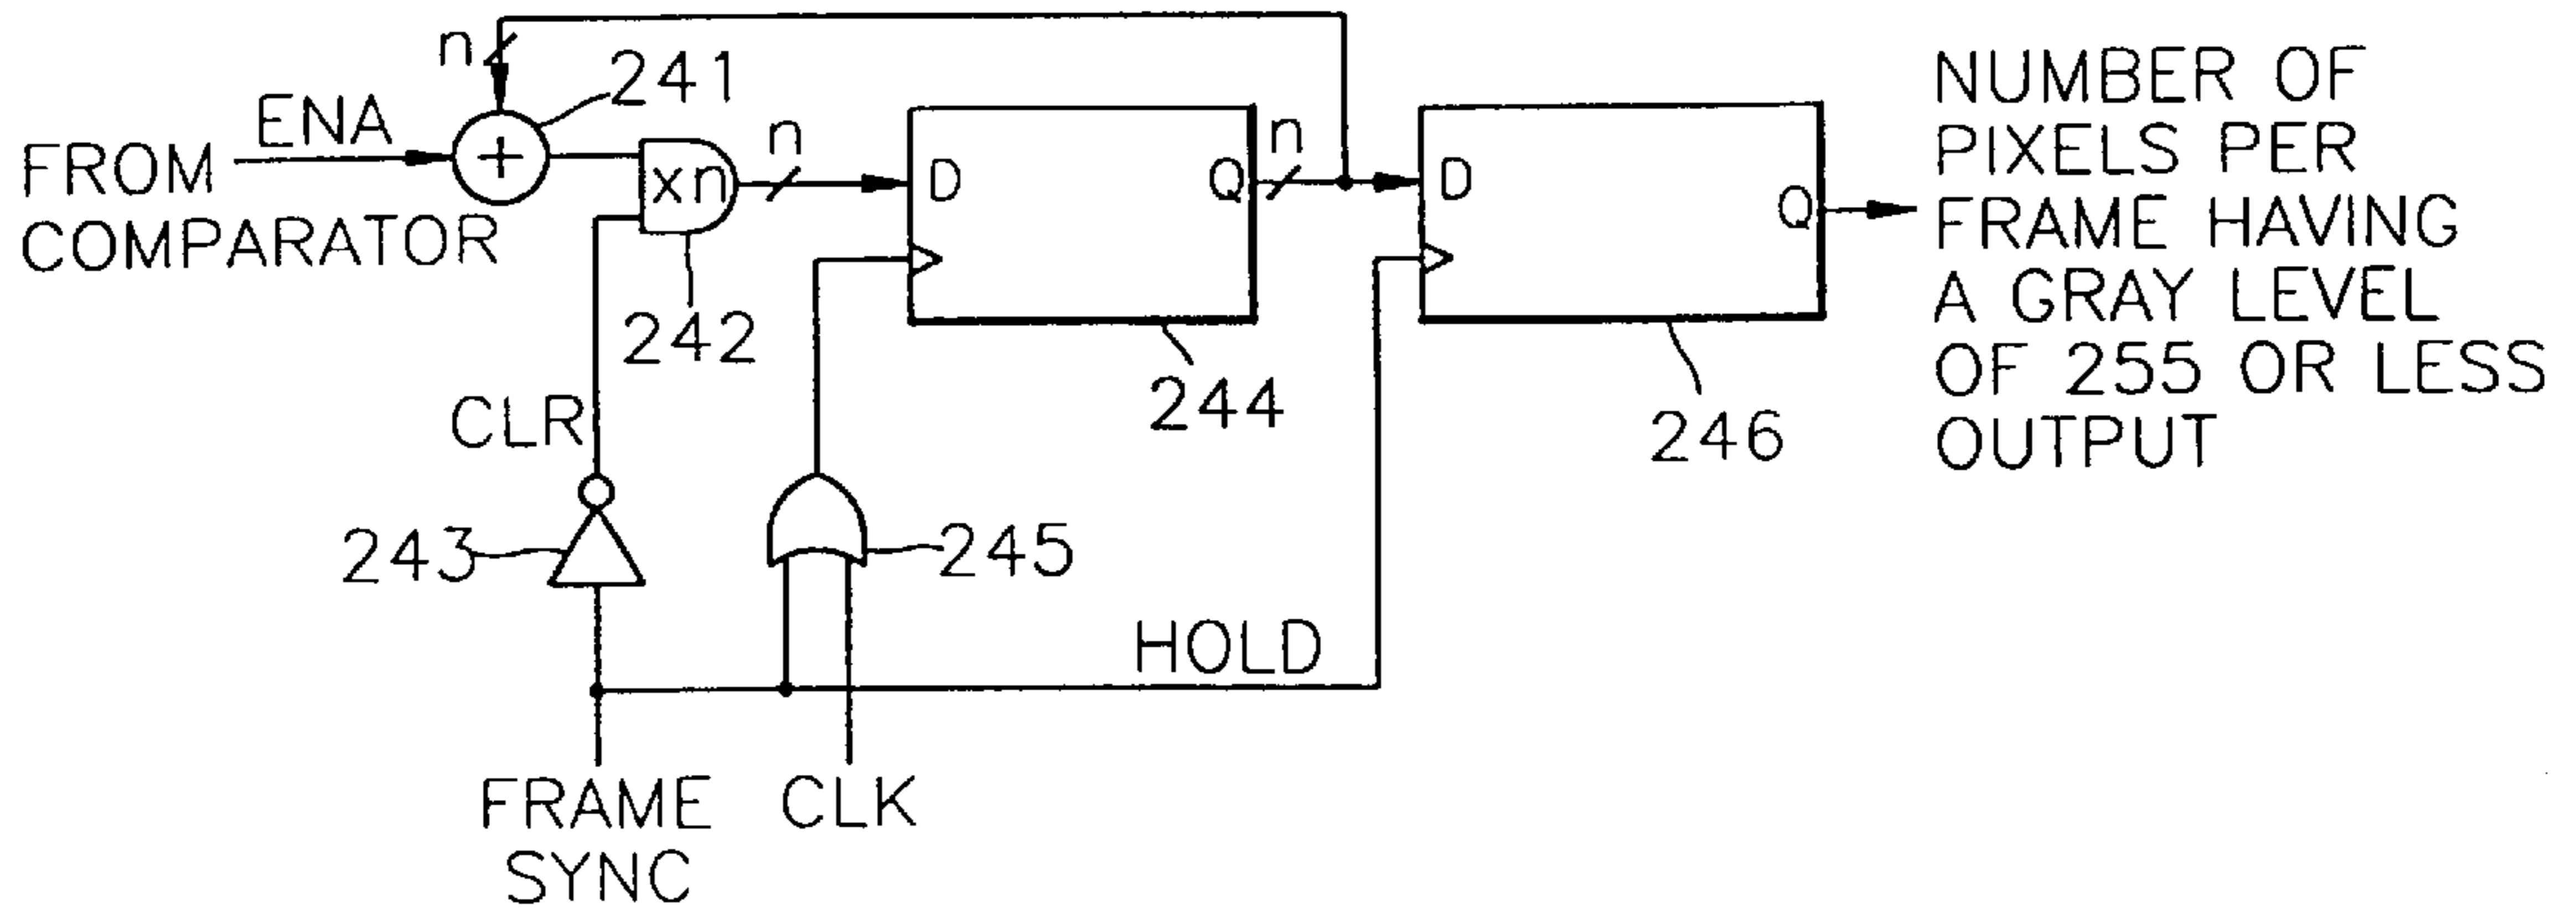 n
241
ENA
FROM
COMPARATOR
xn
242
n
D
Q
244
n
D
Q
246
NUMBER OF
PIXELS PER
FRAME HAVING
A GRAY LEVEL
OF 255 OR LESS
OUTPUT
CLR
243
245
HOLD
FRAME
SYNC
CLK